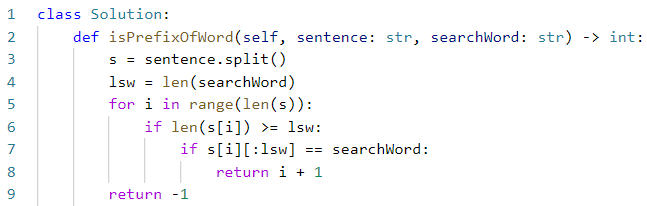 1 class Solution:
2     def isPrefixOfWord(self, sentence: str, searchWord: str) -> int:
3         s = sentence.split()
4         lsw = len(searchWord)
5         for i in range(len(s)):
6             if len(s[i]) >= lsw:
7                 if s[i][:lsw] == searchWord:
8                     return i + 1
9         return -1